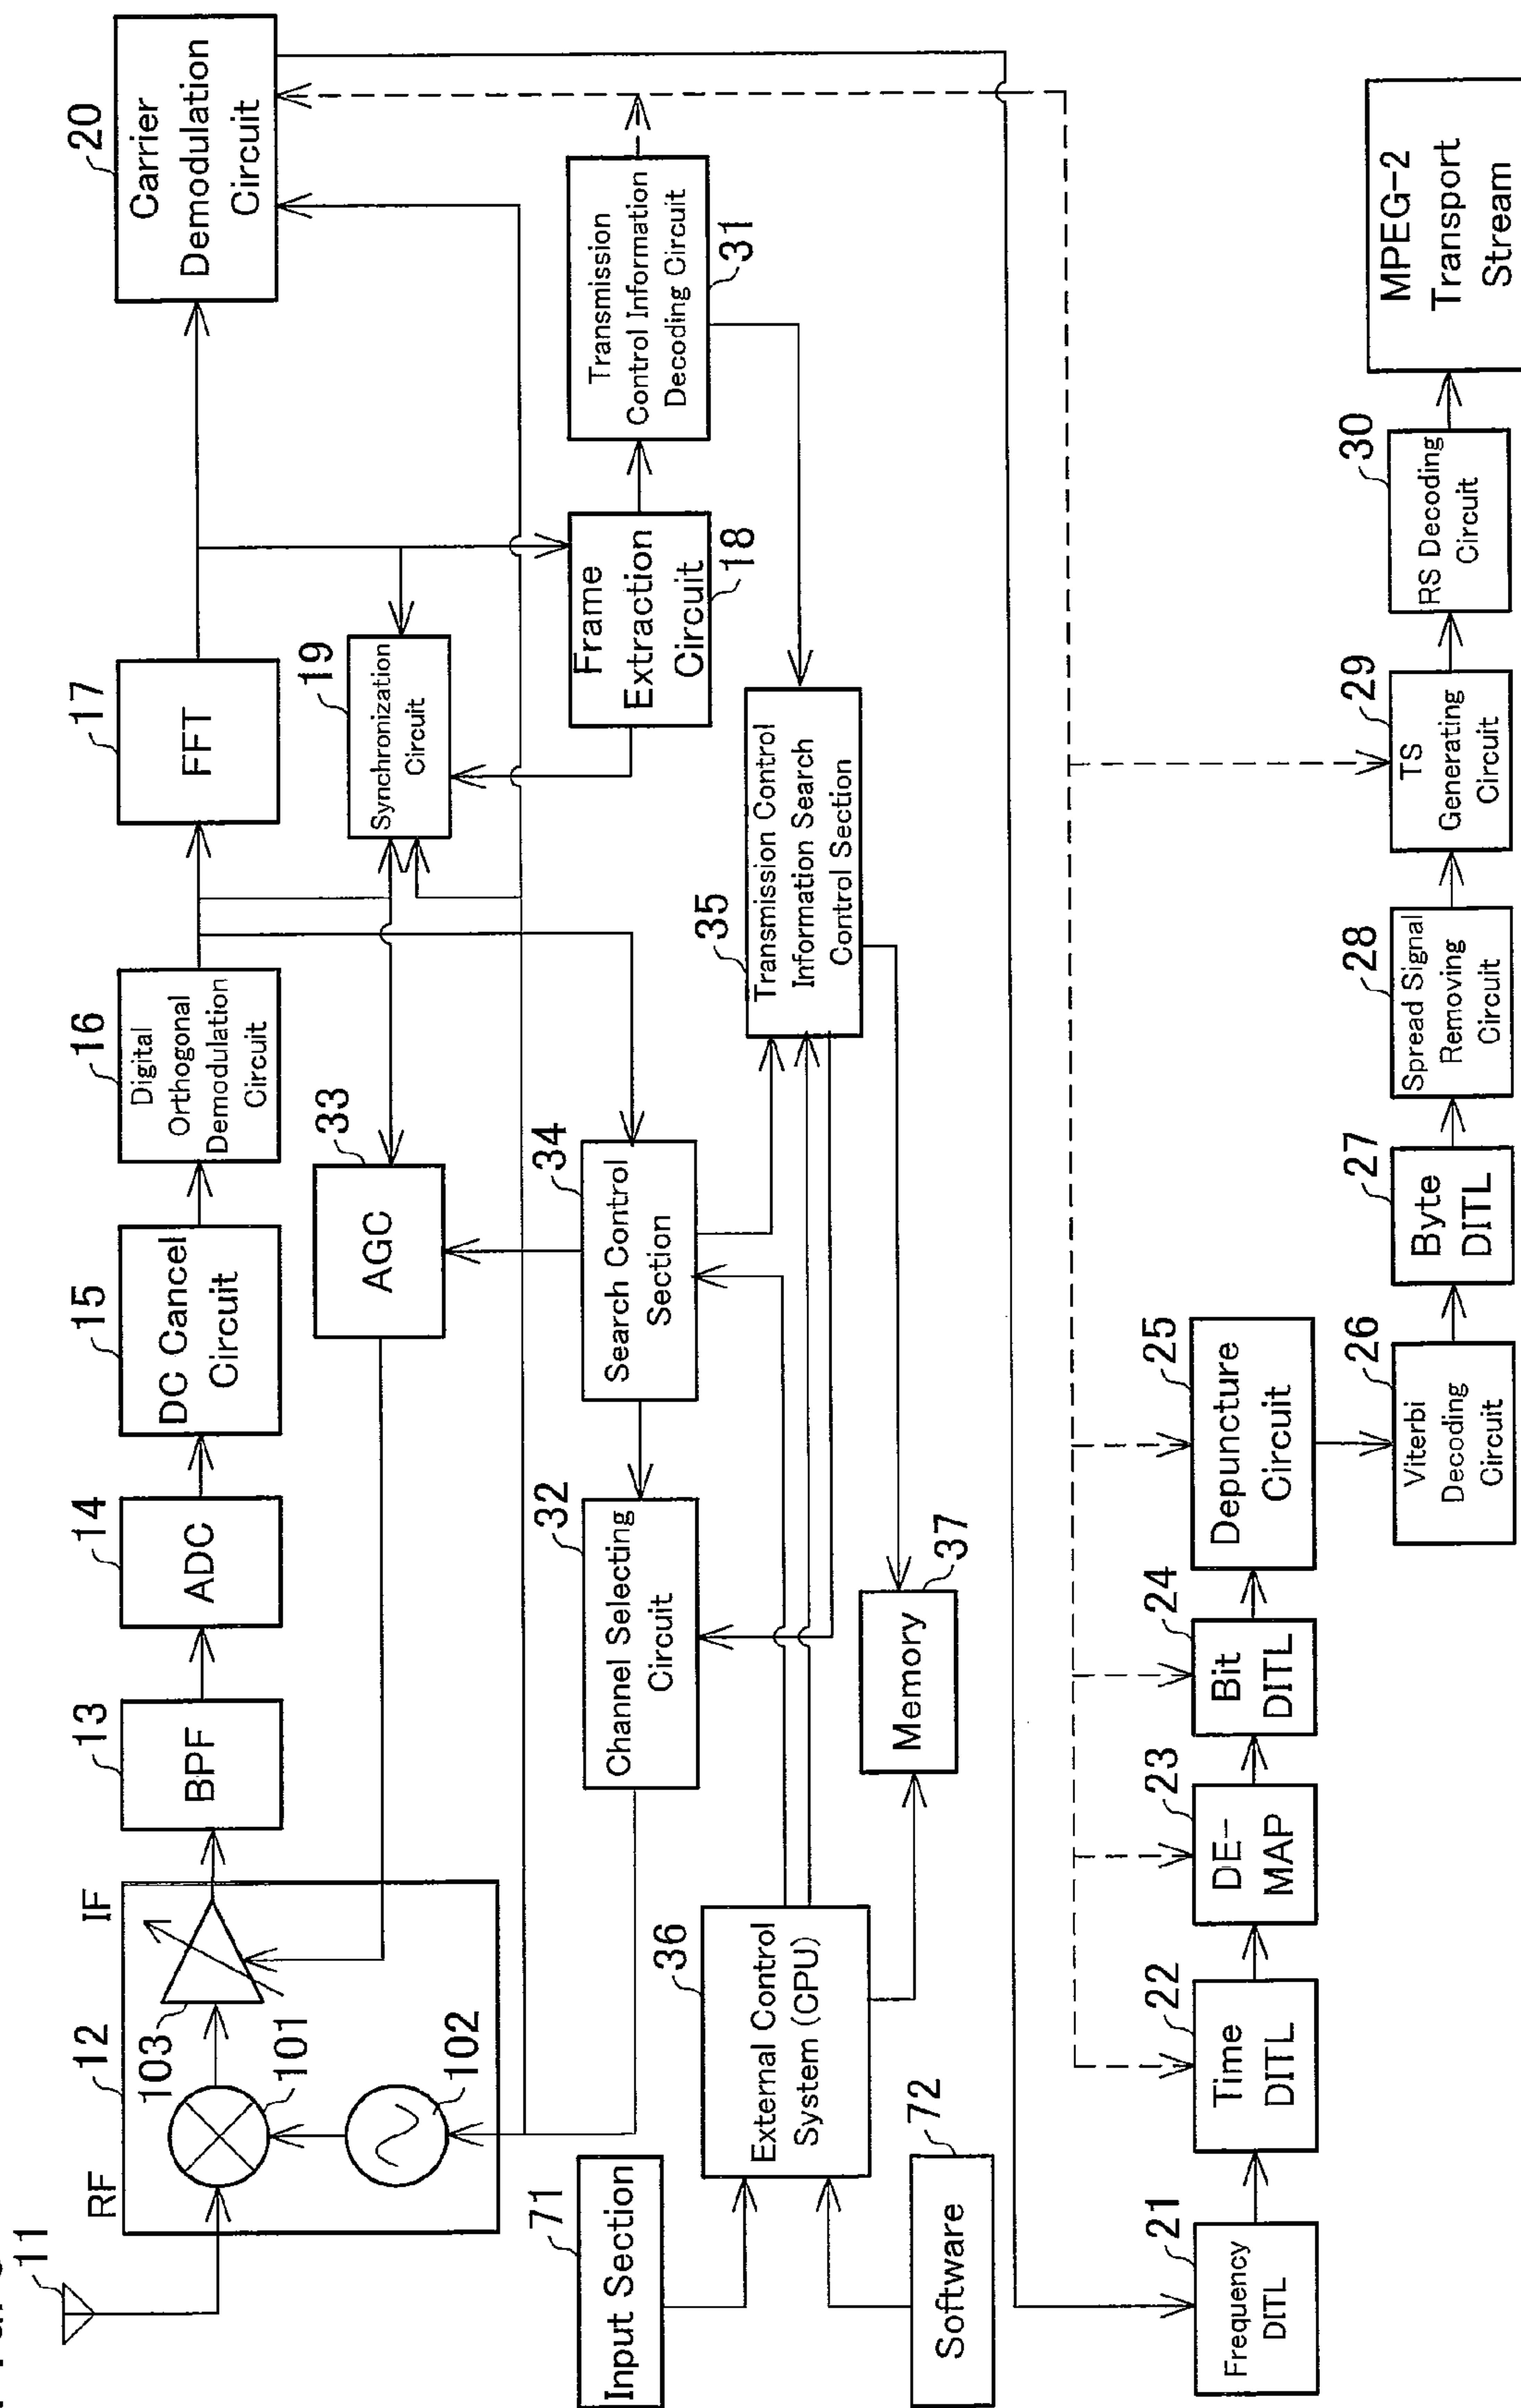 11
RF
12
IF
103
101
102
13
BPF
14
ADC
15
DC Cancel
Circuit
16
Digital
Orthogonal
Demodulation
Circuit
17
FFT
20
Carrier
Demodulation
Circuit
33
AGC
19
Synchronization
Circuit
Frame
Extraction
Circuit
18
Transmission
Control Information
Decoding Circuit
31
71
Input Section
32
Channel Selecting
Circuit
34
Search Control
Section
35
Transmission Control
Information Search
Control Section
36
External Control
System (CPU)
72
Software
Memory
37
21
Frequency
DITL
22
Time
DITL
23
DE-
MAP
24
Bit
DITL
25
Depuncture
Circuit
26
Viterbi
Decoding
Circuit
27
Byte
DITL
28
Spread Signal
Removing
Circuit
29
TS
Generating
Circuit
30
RS Decoding
Circuit
MPEG-2
Transport
Stream